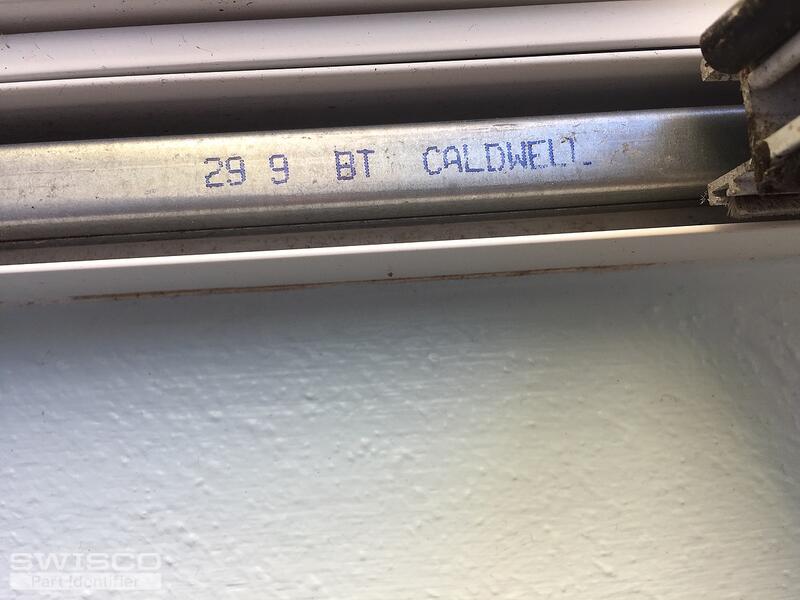 29 9 BT CALDWELL
SWISCO
Part Identifier